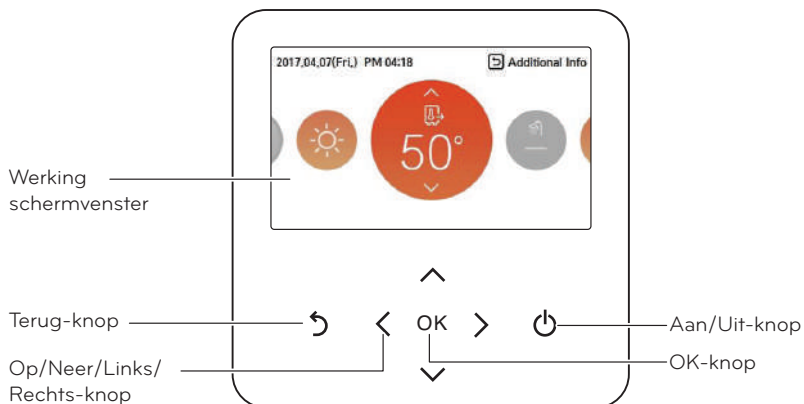 2017.04.07(Fri.) PM 04:18
Additional Info
50°
Werking
schermvenster
Terug-knop
OK
Aan/Uit-knop
OK-knop
Op/Neer/Links/
Rechts-knop